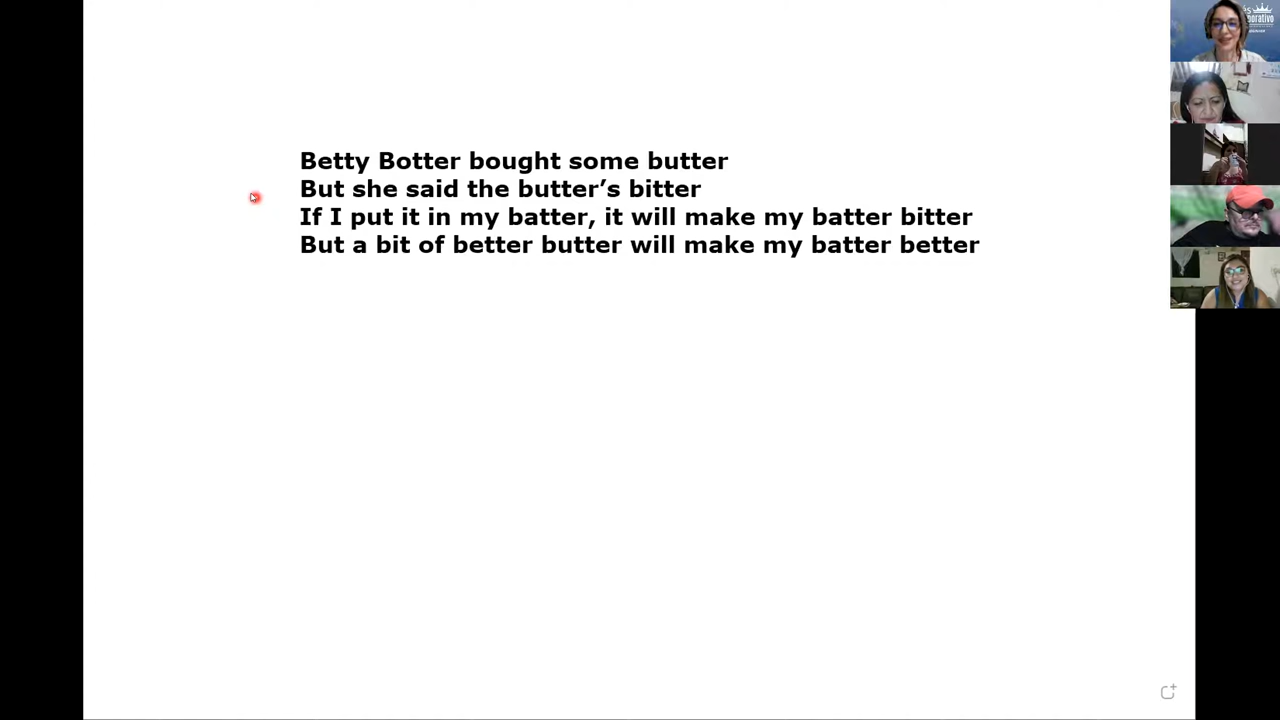 Betty Botter bought some butter
But she said the butter’s bitter
If I put it in my batter, it will make my batter bitter
But a bit of better butter will make my batter better